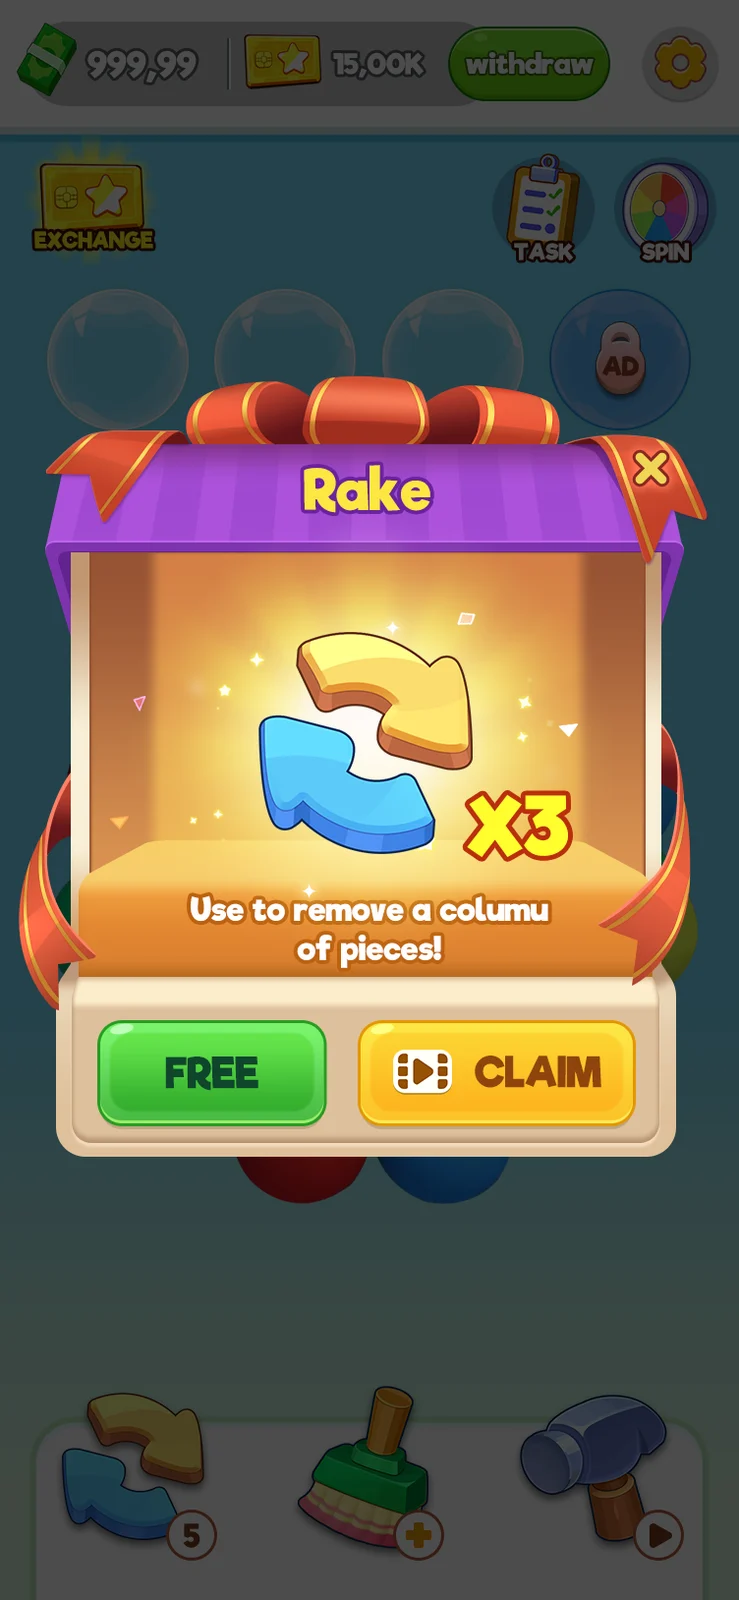 999,99
15,00K
withdraw
EXCHANGE
TASK
SPIN
AD
Rake
X3
Use to remove a columu
of pieces!
FREE
CLAIM
5